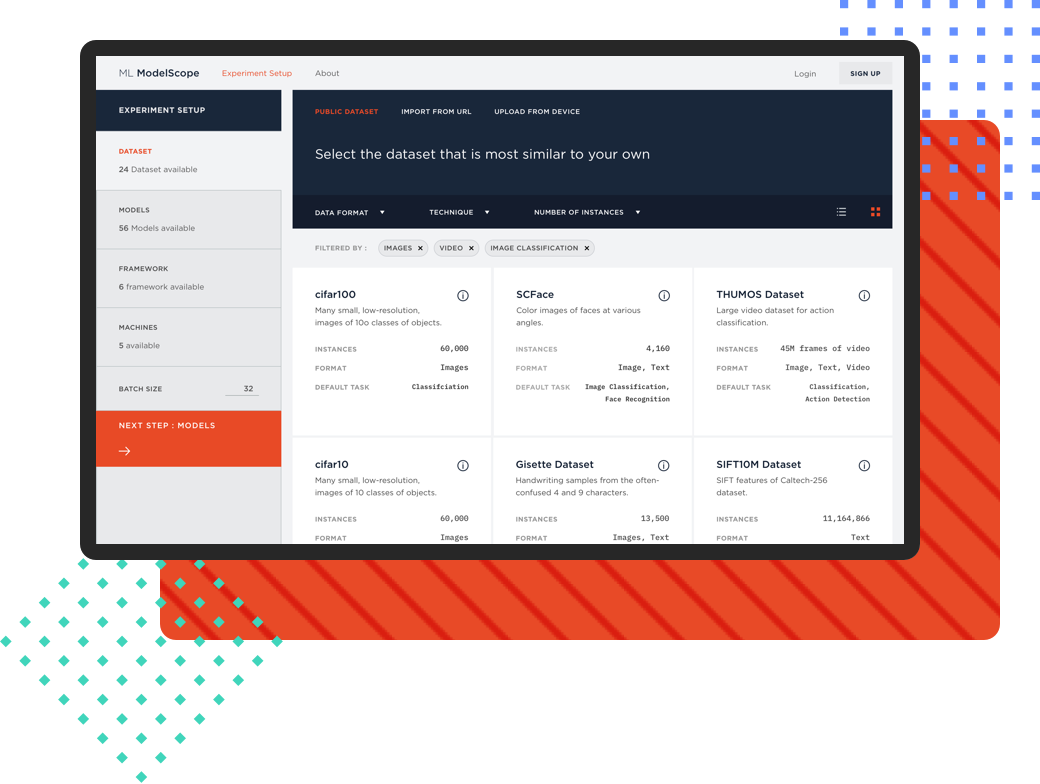 ML ModelScope Experiment Setup About Login SIGN UP
EXPERIMENT SETUP
DATASET
24 Dataset available
MODELS
56 Models available
FRAMEWORK
6 framework available
MACHINES
5 available
BATCH SIZE 32
NEXT STEP : MODELS
PUBLIC DATASET IMPORT FROM URL UPLOAD FROM DEVICE
Select the dataset that is most similar to your own
DATA FORMAT TECHNIQUE NUMBER OF INSTANCES
FILTERED BY : IMAGES × VIDEO × IMAGE CLASSIFICATION ×
cifar100
Many small, low-resolution,
images of 10o classes of objects.
INSTANCES 60,000
FORMAT Images
DEFAULT TASK Classifciation
SCFace
Color images of faces at various
angles.
INSTANCES 4,160
FORMAT Image, Text
DEFAULT TASK Image Classification,
Face Recognition
THUMOS Dataset
Large video dataset for action
classification.
INSTANCES 45M frames of video
FORMAT Image, Text, Video
DEFAULT TASK Classification,
Action Detection
cifar10
Many small, low-resolution,
images of 10 classes of objects.
INSTANCES 60,000
FORMAT Images
Gisette Dataset
Handwriting samples from the often-
confused 4 and 9 characters.
INSTANCES 13,500
FORMAT Images, Text
SIFT10M Dataset
SIFT features of Caltech-256
dataset.
INSTANCES 11,164,866
FORMAT Text